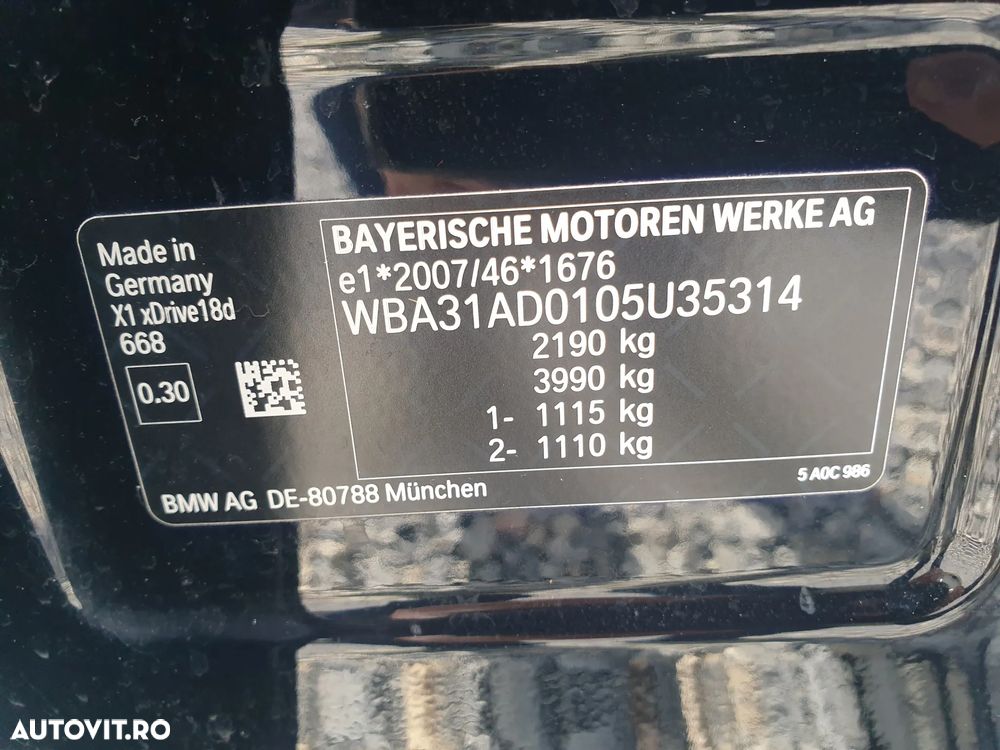 Made in
Germany
X1 xDrive18d
668
0.30
BAYERISCHE MOTOREN WERKE AG
e1*2007/46*1676
WBA31AD0105U35314
2190 kg
3990 kg
1- 1115 kg
2- 1110 kg
5 A0C 986
BMW AG DE-80788 München
AUTOVIT.RO